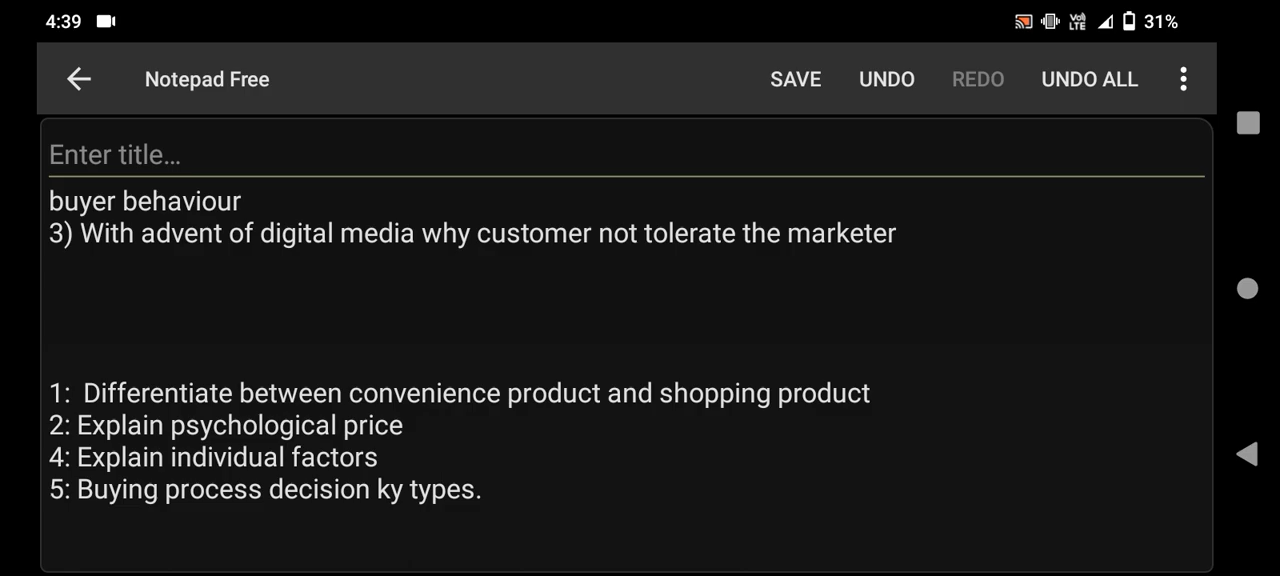 4:39 VoI LTE 31%
Notepad Free SAVE UNDO REDO UNDO ALL
Enter title...
buyer behaviour
3) With advent of digital media why customer not tolerate the marketer
1: Differentiate between convenience product and shopping product
2: Explain psychological price
4: Explain individual factors
5: Buying process decision ky types.